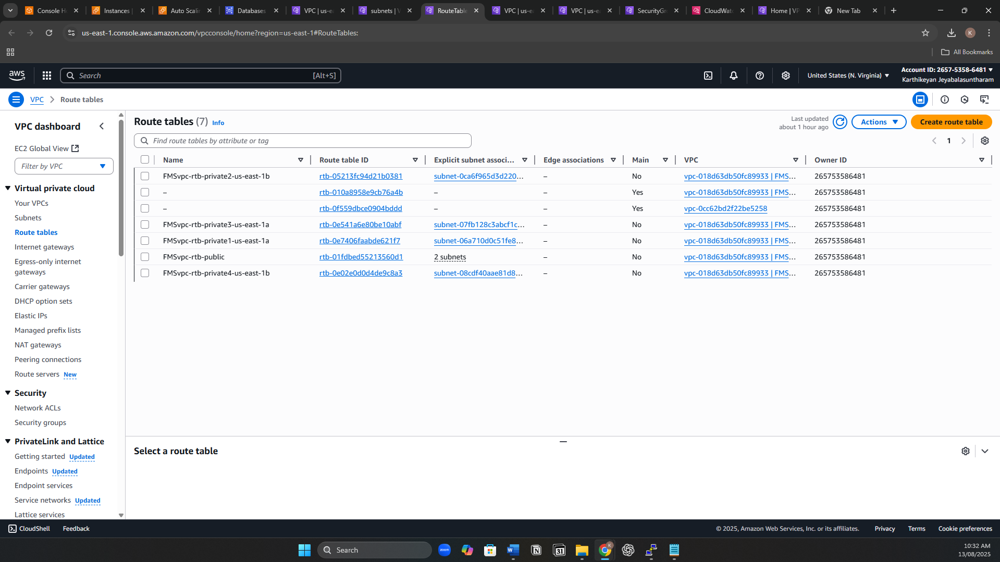 Console H
Instances |
Auto Scalin
Databases
VPC | us-ea
subnets | V
RouteTable
VPC | us-ea
VPC | us-ea
SecurityGr
CloudWat
Home | VP
New Tab
us-east-1.console.aws.amazon.com/vpcconsole/home?region=us-east-1#RouteTables:
K
All Bookmarks
aws
Search
[Alt+S]
United States (N. Virginia)
Account ID: 2657-5358-6481
Karthikeyan Jeyabalasuntharam
VPC
Route tables
VPC dashboard
EC2 Global View
Filter by VPC
Virtual private cloud
Your VPCs
Subnets
Route tables
Internet gateways
Egress-only internet
gateways
Carrier gateways
DHCP option sets
Elastic IPs
Managed prefix lists
NAT gateways
Peering connections
Route servers New
Security
Network ACLs
Security groups
PrivateLink and Lattice
Getting started Updated
Endpoints Updated
Endpoint services
Service networks Updated
Lattice services
Route tables (7) Info
Last updated
about 1 hour ago
Actions
Create route table
Find route tables by attribute or tag
1
Name Route table ID Explicit subnet associ... Edge associations Main VPC Owner ID
FMSvpc-rtb-private2-us-east-1b rtb-05213fc94d21b0381 subnet-0ca6f965d3d220... – No vpc-018d63db50fc89933 | FMS... 265753586481
– rtb-010a8958e9cb76a4b – – Yes vpc-018d63db50fc89933 | FMS... 265753586481
– rtb-0f559dbce0904bddd – – Yes vpc-0cc62bd2f22be5258 265753586481
FMSvpc-rtb-private3-us-east-1a rtb-0e541a6e80be10abf subnet-07fb128c3abcf1c... – No vpc-018d63db50fc89933 | FMS... 265753586481
FMSvpc-rtb-private1-us-east-1a rtb-0e7406faabde621f7 subnet-06a710d0c51fe8... – No vpc-018d63db50fc89933 | FMS... 265753586481
FMSvpc-rtb-public rtb-01fdbed55213560d1 2 subnets – No vpc-018d63db50fc89933 | FMS... 265753586481
FMSvpc-rtb-private4-us-east-1b rtb-0e02e0d0d4de9c8a3 subnet-08cdf40aae81d8... – No vpc-018d63db50fc89933 | FMS... 265753586481
Select a route table
CloudShell
Feedback
© 2025, Amazon Web Services, Inc. or its affiliates.
Privacy
Terms
Cookie preferences
Search
zoom
W
N
31
K
10:32 AM
13/08/2025